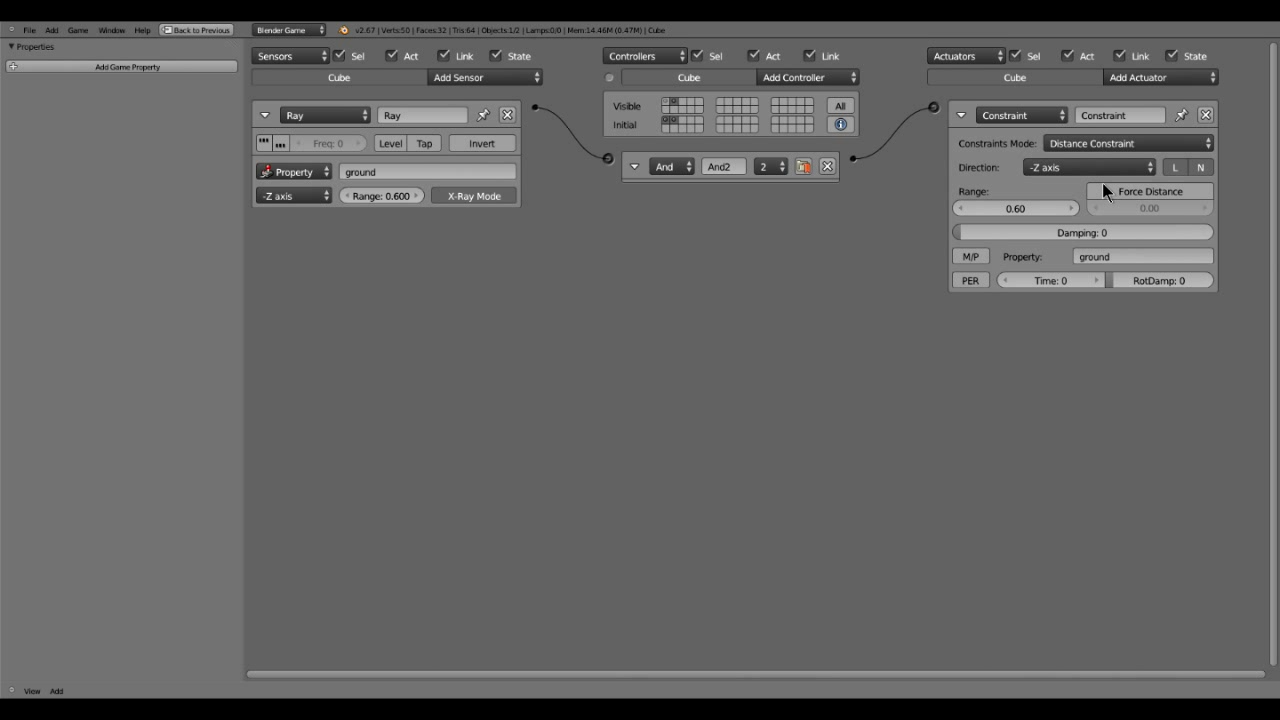 File Add Game Window Help Back to Previous Blender Game v2.67 | Verts:50 | Faces:32 | Tris:64 | Objects:1/2 | Lamps:0/0 | Mem:14.46M (0.47M) | Cube
Properties
Add Game Property
Sensors Sel Act Link State
Cube Add Sensor
Ray Ray
Freq: 0 Level Tap Invert
Property ground
-Z axis Range: 0.600 X-Ray Mode
Controllers Sel Act Link
Cube Add Controller
Visible All
Initial
And And2 2
Actuators Sel Act Link State
Cube Add Actuator
Constraint Constraint
Constraints Mode: Distance Constraint
Direction: -Z axis L N
Range: Force Distance
0.60 0.00
Damping: 0
M/P Property: ground
PER Time: 0 RotDamp: 0
View Add